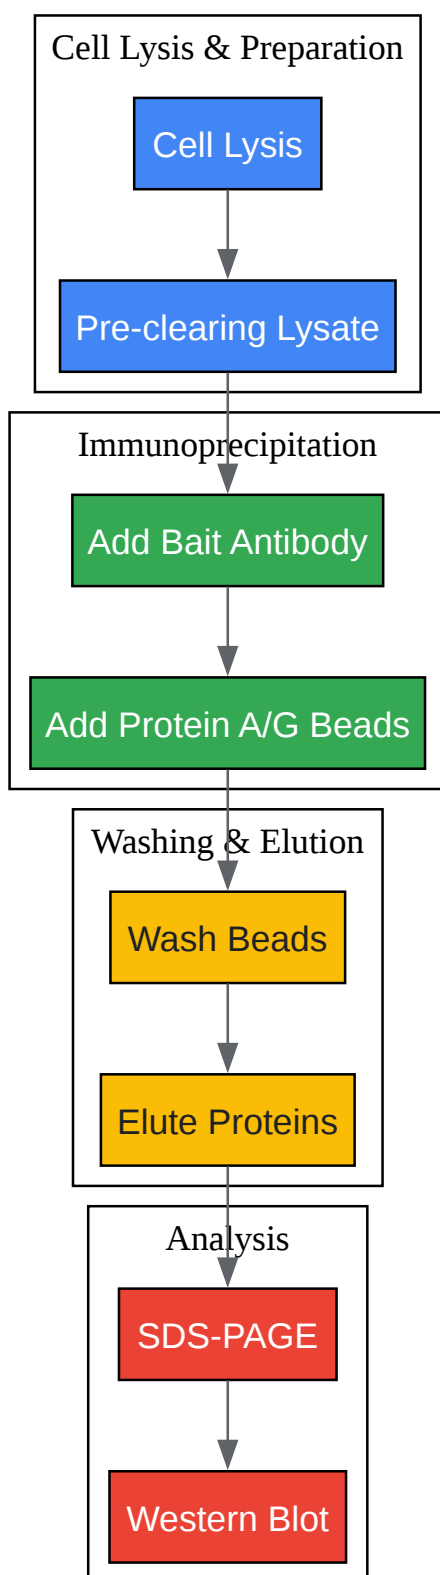 Cell Lysis & Preparation
Cell Lysis
Pre-clearing Lysate
Immunoprecipitation
Add Bait Antibody
Add Protein A/G Beads
Washing & Elution
Wash Beads
Elute Proteins
Analysis
SDS-PAGE
Western Blot